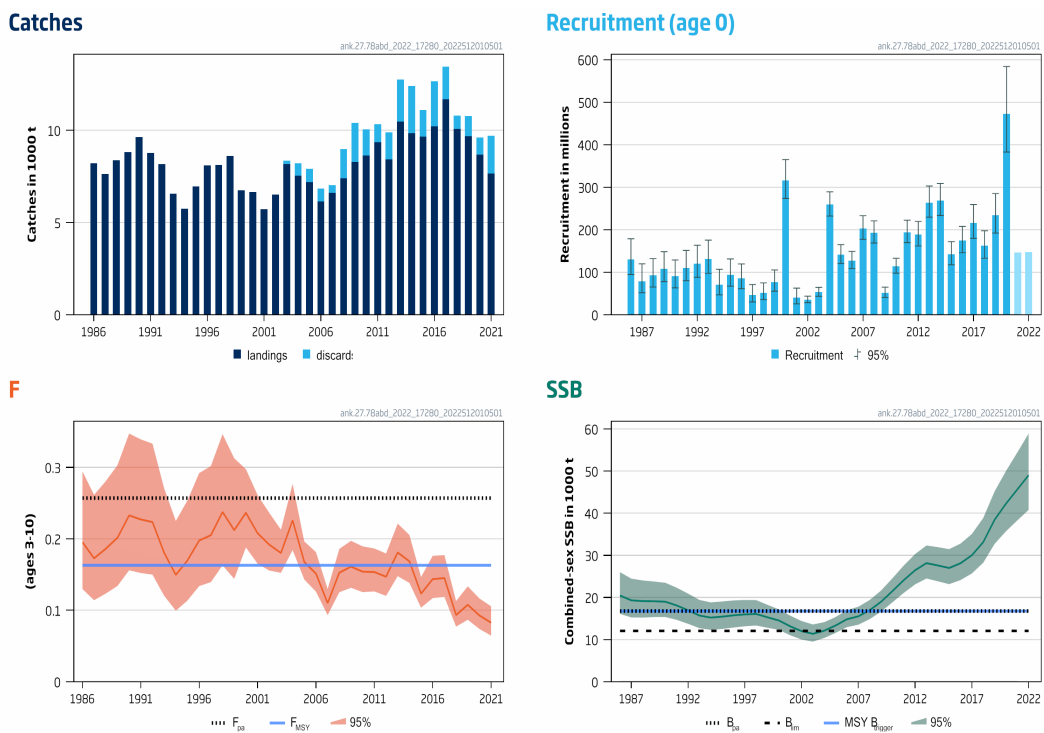 Catches
ank.27.78abd_2022_17280_2022512010501
Catches in 1000 t
10
5
0
1986 1991 1996 2001 2006 2011 2016 2021
landings discards
Recruitment (age 0)
ank.27.78abd_2022_17280_2022512010501
Recruitment in millions
600
500
400
300
200
100
0
1987 1992 1997 2002 2007 2012 2017 2022
Recruitment 95%
F
ank.27.78abd_2022_17280_2022512010501
(ages 3-10)
0.3
0.2
0.1
0
1986 1991 1996 2001 2006 2011 2016 2021
Fpa FMSY 95%
SSB
ank.27.78abd_2022_17280_2022512010501
Combined-sex SSB in 1000 t
60
50
40
30
20
10
0
1987 1992 1997 2002 2007 2012 2017 2022
Bpa Blim MSY Btrigger 95%